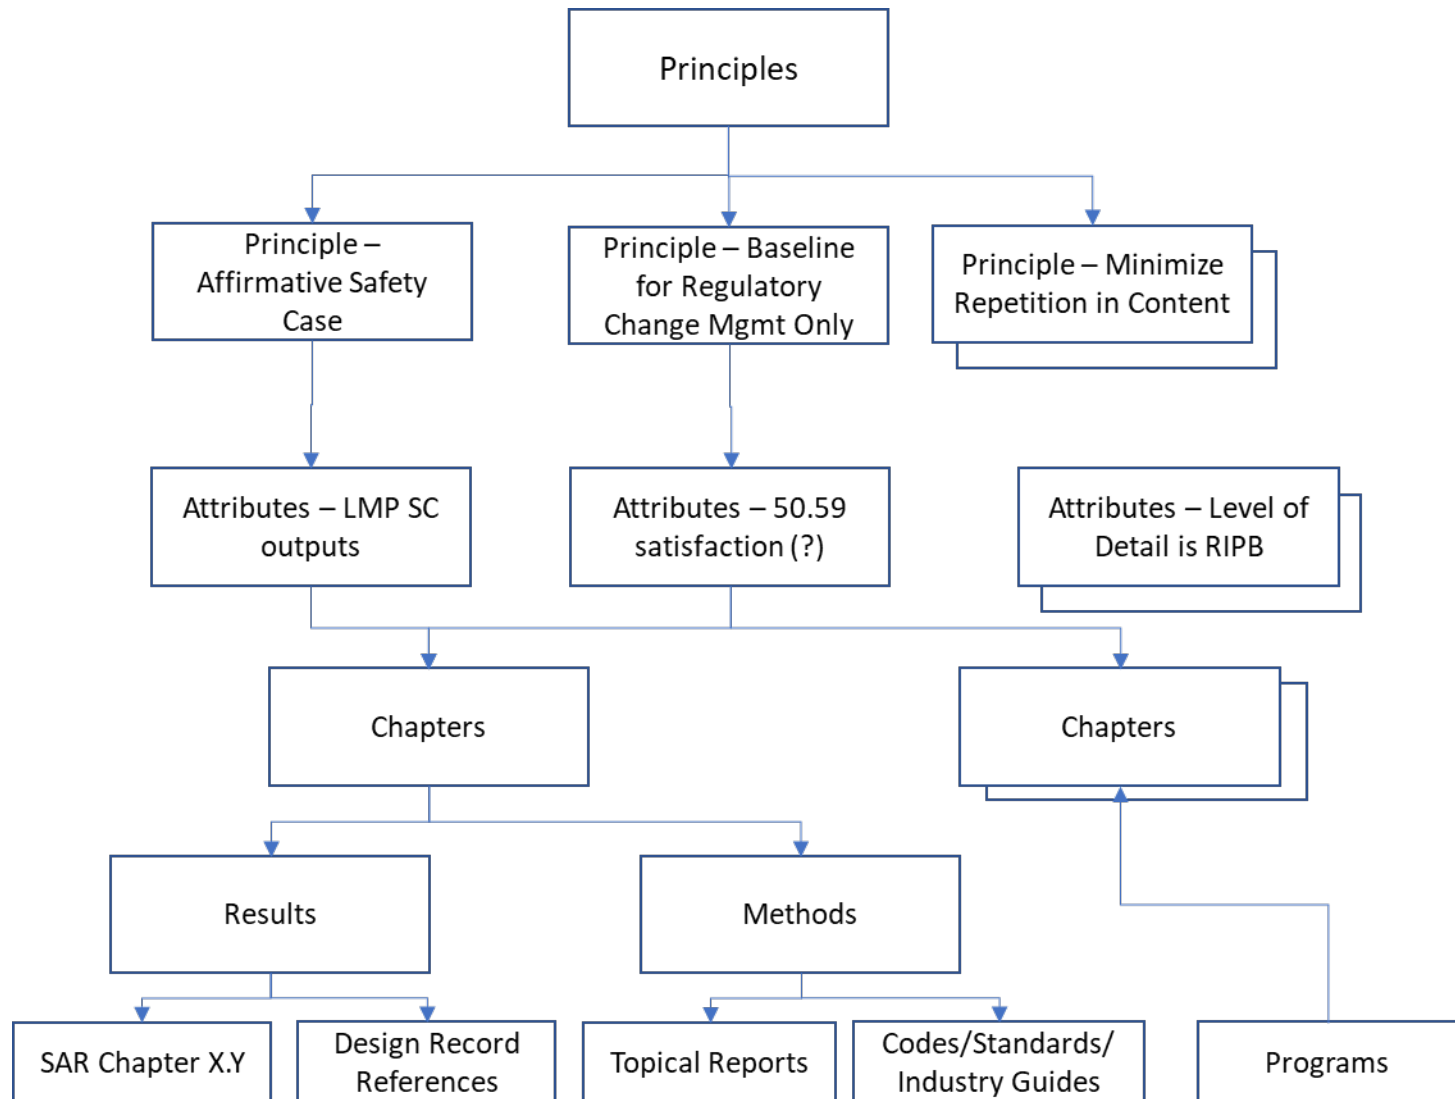 Principles
Principle – 
Affirmative Safety
Case
Principle – Baseline
for Regulatory
Change Mgmt Only
Principle – Minimize
Repetition in Content
Attributes – LMP SC
outputs
Attributes – 50.59
satisfaction (?)
Attributes – Level of
Detail is RIPB
Chapters
Chapters
Results
Methods
SAR Chapter X.Y
Design Record
References
Topical Reports
Codes/Standards/
Industry Guides
Programs